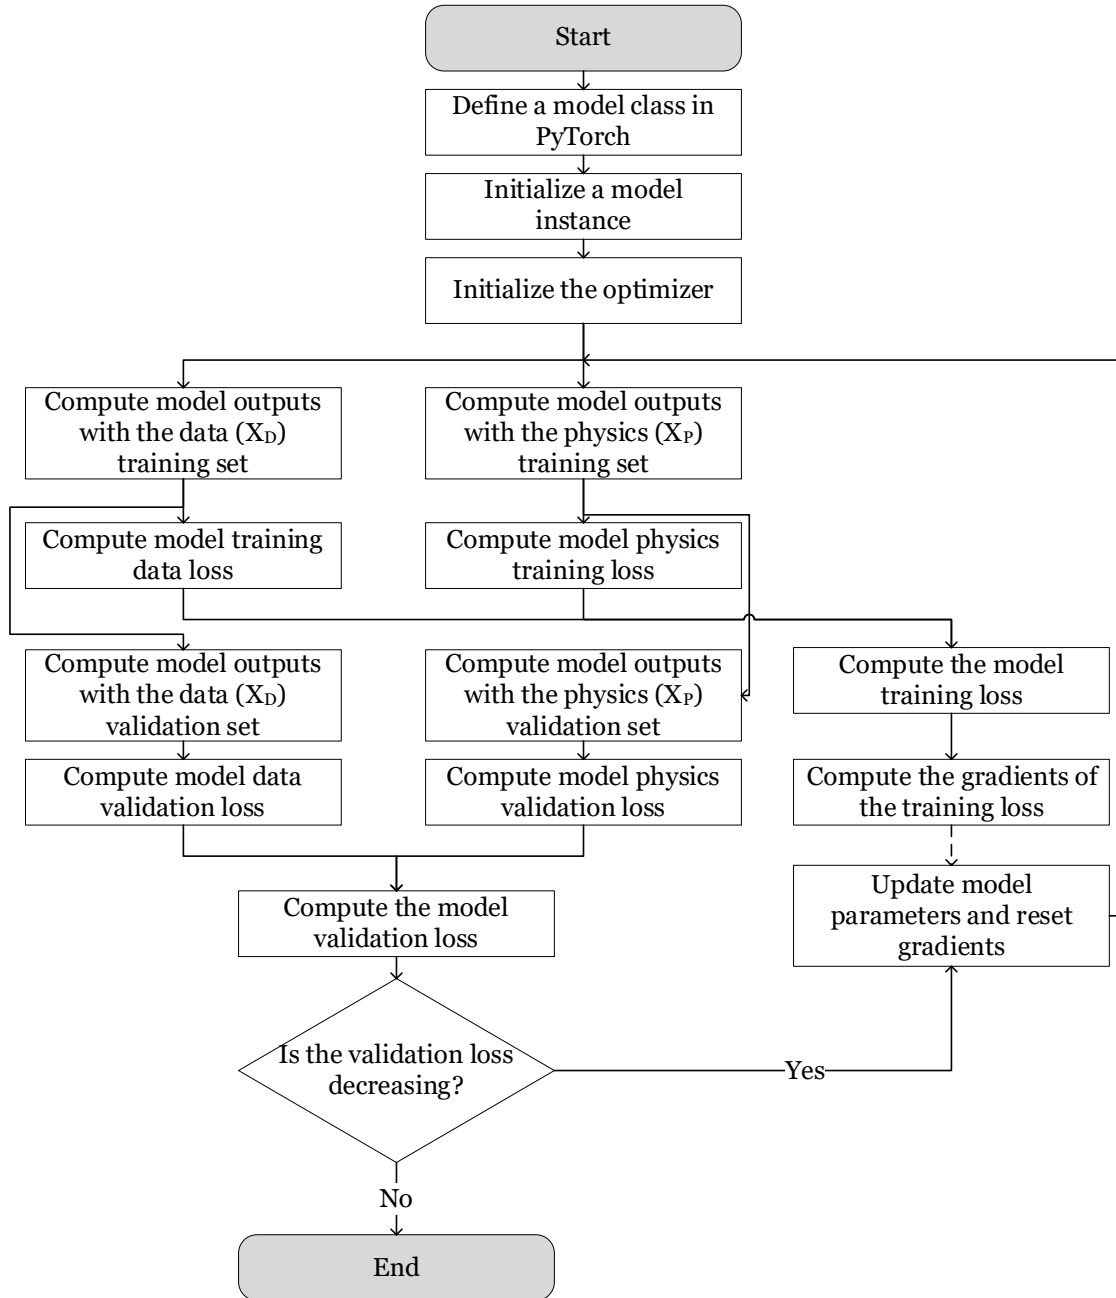 Start
Define a model class in
PyTorch
Initialize a model
instance
Initialize the optimizer
Compute model outputs
with the data (X_D)
training set
Compute model outputs
with the physics (X_P)
training set
Compute model training
data loss
Compute model physics
training loss
Compute model outputs
with the data (X_D)
validation set
Compute model outputs
with the physics (X_P)
validation set
Compute the model
training loss
Compute model data
validation loss
Compute model physics
validation loss
Compute the gradients of
the training loss
Compute the model
validation loss
Update model
parameters and reset
gradients
Is the validation loss
decreasing?
Yes
No
End